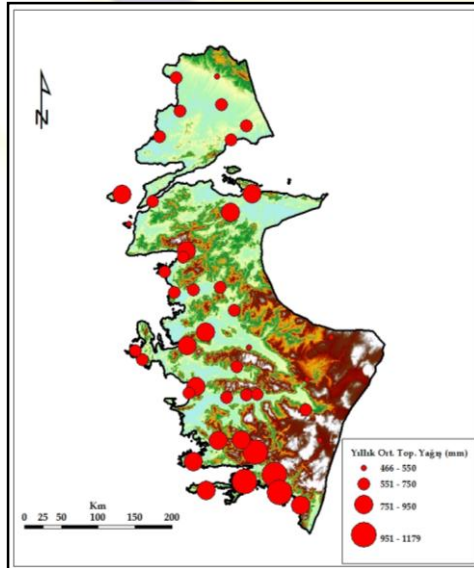 N
Km
0 25 50 100 150 200
Yıllık Ort. Top. Yağış (mm)
466 - 550
551 - 750
751 - 950
951 - 1179